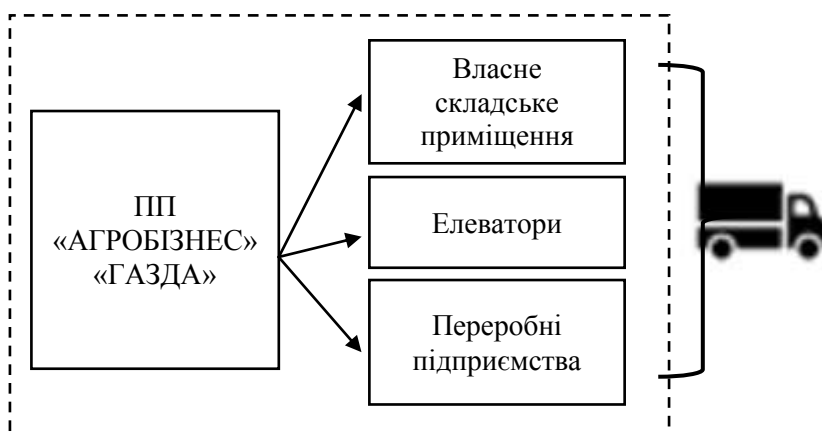 ПП
«АГРОБІЗНЕС»
«ГАЗДА»
Власне
складське
приміщення
Елеватори
Переробні
підприємства